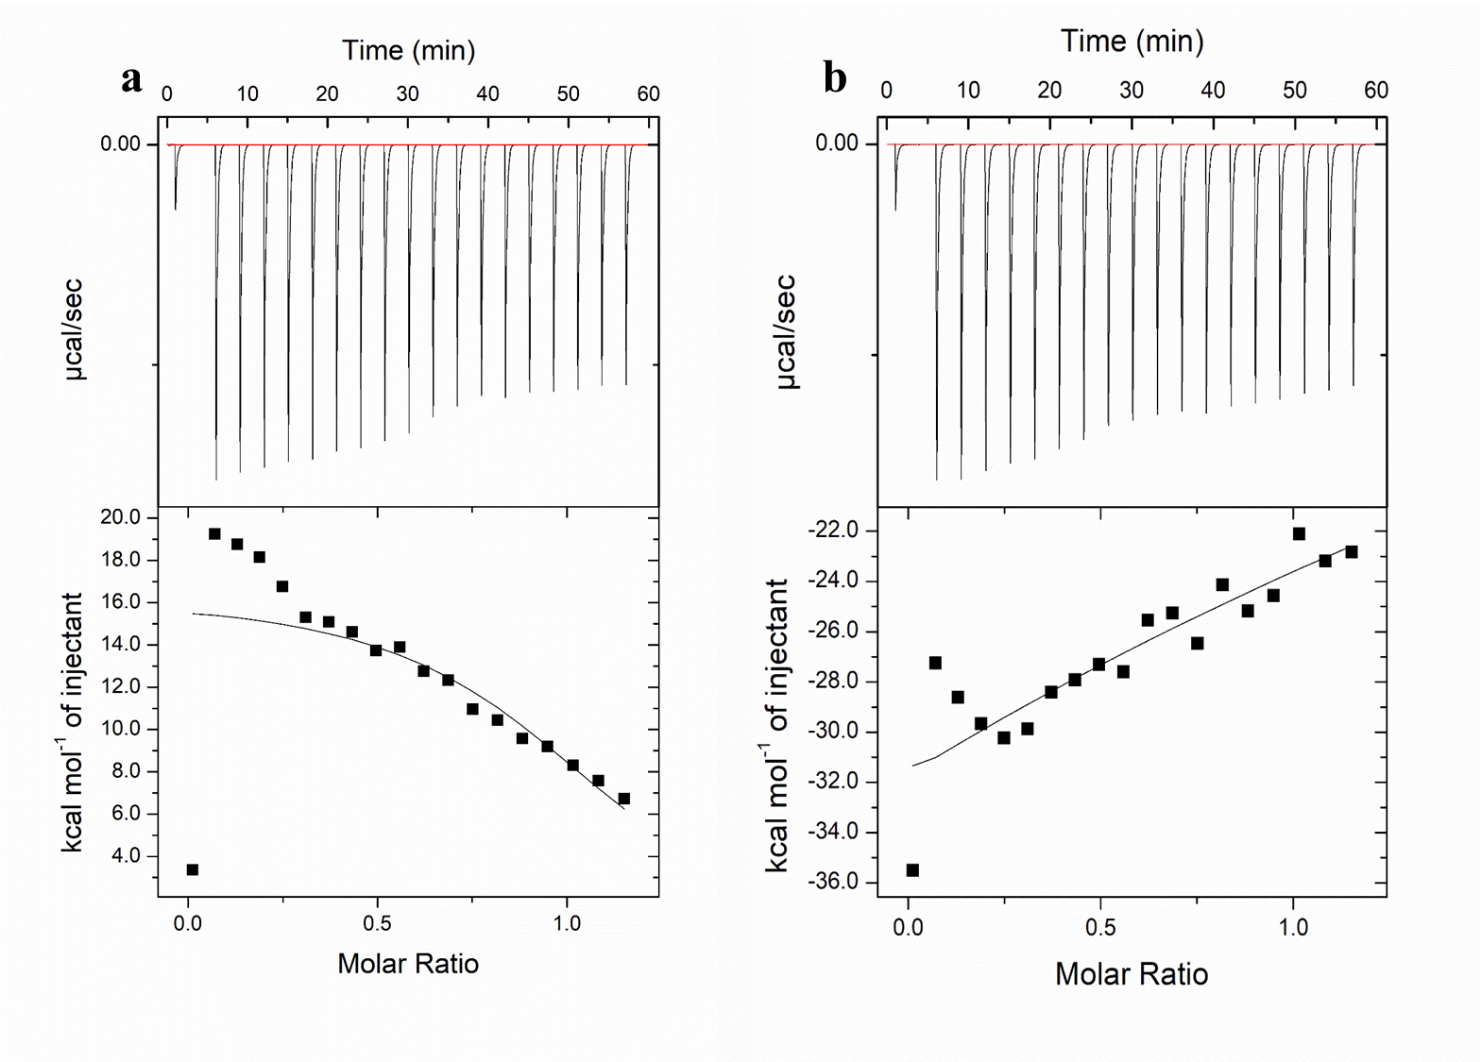 a
Time (min)
0 10 20 30 40 50 60
0.00
µcal/sec
20.0
18.0
16.0
14.0
12.0
10.0
8.0
6.0
4.0
kcal mol⁻¹ of injectant
0.0 0.5 1.0
Molar Ratio
b
Time (min)
0 10 20 30 40 50 60
0.00
µcal/sec
-22.0
-24.0
-26.0
-28.0
-30.0
-32.0
-34.0
-36.0
kcal mol⁻¹ of injectant
0.0 0.5 1.0
Molar Ratio